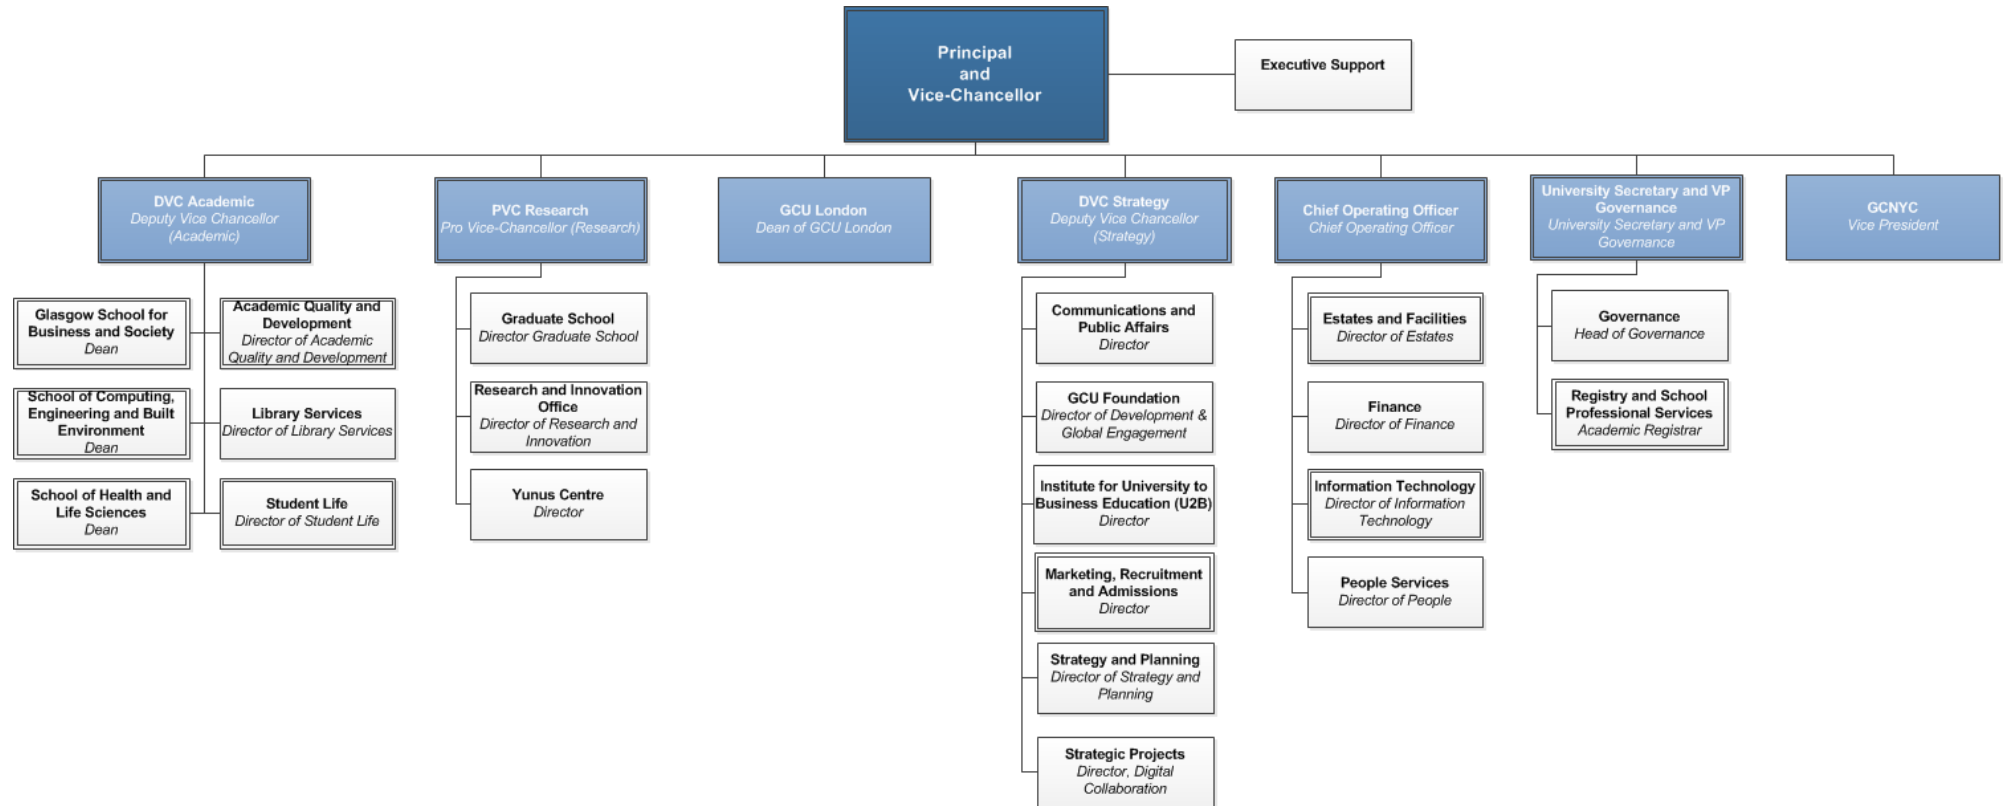 Principal
and
Vice-Chancellor
Executive Support
DVC Academic
Deputy Vice Chancellor
(Academic)
PVC Research
Pro Vice-Chancellor (Research)
GCU London
Dean of GCU London
DVC Strategy
Deputy Vice Chancellor
(Strategy)
Chief Operating Officer
Chief Operating Officer
University Secretary and VP
Governance
University Secretary and VP
Governance
GCNYC
Vice President
Glasgow School for
Business and Society
Dean
Academic Quality and
Development
Director of Academic
Quality and Development
School of Computing,
Engineering and Built
Environment
Dean
Library Services
Director of Library Services
School of Health and
Life Sciences
Dean
Student Life
Director of Student Life
Graduate School
Director Graduate School
Research and Innovation
Office
Director of Research and
Innovation
Yunus Centre
Director
Communications and
Public Affairs
Director
GCU Foundation
Director of Development &
Global Engagement
Institute for University to
Business Education (U2B)
Director
Marketing, Recruitment
and Admissions
Director
Strategy and Planning
Director of Strategy and
Planning
Strategic Projects
Director, Digital
Collaboration
Estates and Facilities
Director of Estates
Finance
Director of Finance
Information Technology
Director of Information
Technology
People Services
Director of People
Governance
Head of Governance
Registry and School
Professional Services
Academic Registrar